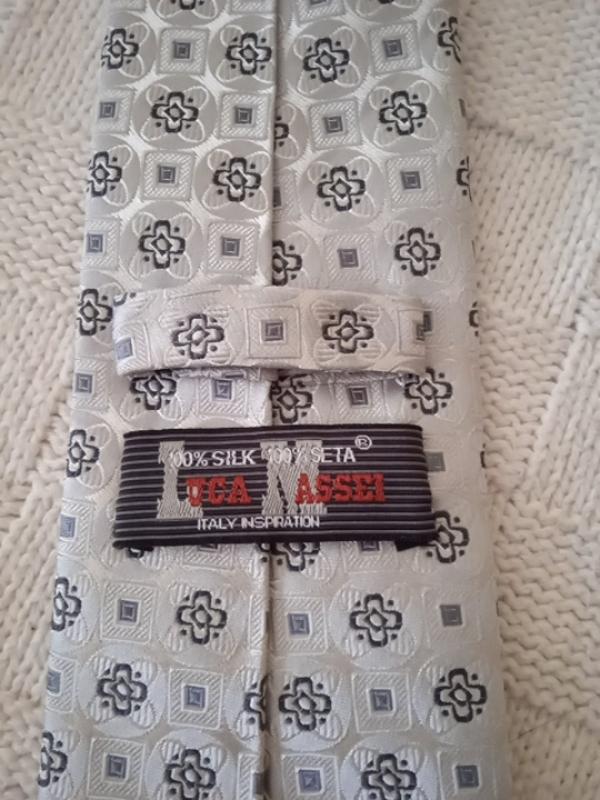 100% SILK 100% SETA ®
LUCA MASSEI
ITALY INSPIRATION